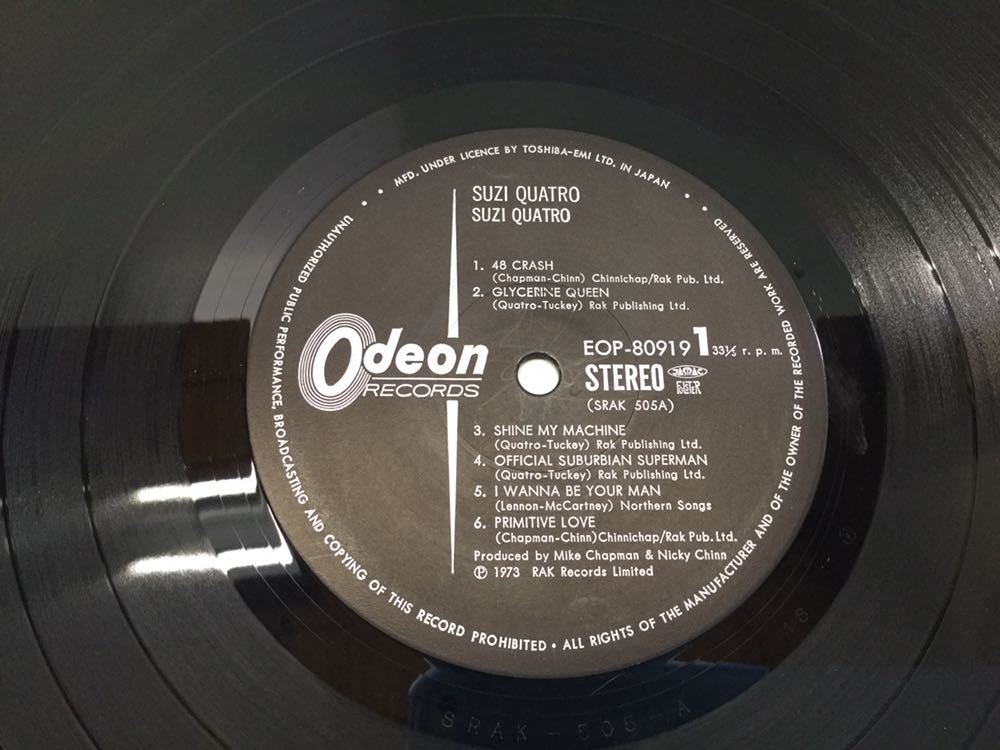 MFD. UNDER LICENCE BY TOSHIBA-EMI LTD. IN JAPAN
SUZI QUATRO
SUZI QUATRO
1. 48 CRASH
(Chapman-Chinn) Chinnichap/Rak Pub. Ltd.
2. GLYCERINE QUEEN
(Quatro-Tuckey) Rak Publishing Ltd.
Odeon
RECORDS
EOP-80919 1 33⅓ r. p. m.
STEREO JASRAC
(SRAK 505A)
3. SHINE MY MACHINE
(Quatro-Tuckey) Rak Publishing Ltd.
4. OFFICIAL SUBURBIAN SUPERMAN
(Quatro-Tuckey) Rak Publishing Ltd.
5. I WANNA BE YOUR MAN
(Lennon-McCartney) Northern Songs
6. PRIMITIVE LOVE
(Chapman-Chinn)Chinnichap/Rak Pub. Ltd.
Produced by Mike Chapman & Nicky Chinn
℗ 1973 RAK Records Limited
UNAUTHORIZED PUBLIC PERFORMANCE, BROADCASTING AND COPYING OF THIS RECORD PROHIBITED • ALL RIGHTS OF THE MANUFACTURER AND OF THE OWNER OF THE RECORDED WORK ARE RESERVED
SRAK-505-A
1S